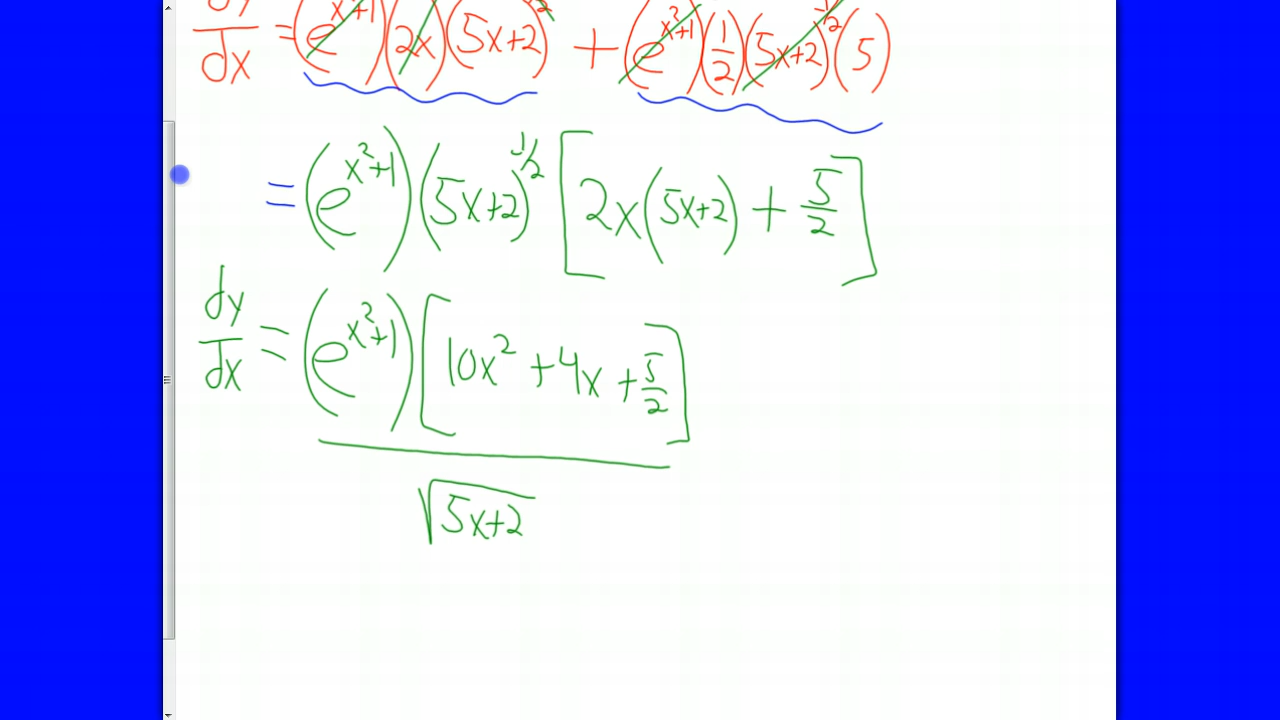 dy/dx = (e^(x²+1))(2x)(5x+2)^(1/2) + (e^(x²+1))(1/2)(5x+2)^(-1/2)(5)
= (e^(x²+1))(5x+2)^(-1/2) [2x(5x+2) + 5/2]
dy/dx = (e^(x²+1))[10x² + 4x + 5/2]
√(5x+2)